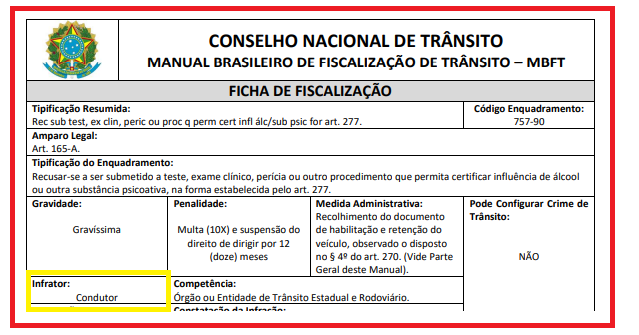 CONSELHO NACIONAL DE TRÂNSITO
MANUAL BRASILEIRO DE FISCALIZAÇÃO DE TRÂNSITO – MBFT
FICHA DE FISCALIZAÇÃO
Tipificação Resumida:
Rec sub test, ex clin, peric ou proc q perm cert infl álc/sub psic for art. 277.
Código Enquadramento:
757-90
Amparo Legal:
Art. 165-A.
Tipificação do Enquadramento:
Recusar-se a ser submetido a teste, exame clínico, perícia ou outro procedimento que permita certificar influência de álcool
ou outra substância psicoativa, na forma estabelecida pelo art. 277.
Gravidade:
Gravíssima
Penalidade:
Multa (10X) e suspensão do
direito de dirigir por 12
(doze) meses
Medida Administrativa:
Recolhimento do documento
de habilitação e retenção do
veículo, observado o disposto
no § 4º do art. 270. (Vide Parte
Geral deste Manual).
Pode Configurar Crime de
Trânsito:
NÃO
Infrator:
Condutor
Competência:
Órgão ou Entidade de Trânsito Estadual e Rodoviário.
Constatação da Infração: